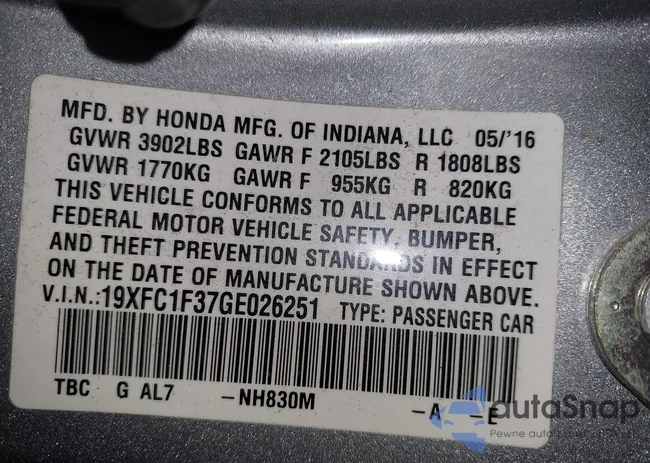 MFD. BY HONDA MFG. OF INDIANA, LLC 05/'16
GVWR 3902LBS GAWR F 2105LBS R 1808LBS
GVWR 1770KG GAWR F 955KG R 820KG
THIS VEHICLE CONFORMS TO ALL APPLICABLE
FEDERAL MOTOR VEHICLE SAFETY, BUMPER,
AND THEFT PREVENTION STANDARDS IN EFFECT
ON THE DATE OF MANUFACTURE SHOWN ABOVE.
V.I.N.:19XFC1F37GE026251 TYPE: PASSENGER CAR
TBC G AL7 -NH830M -A -E
autoSnap
Pewne auto